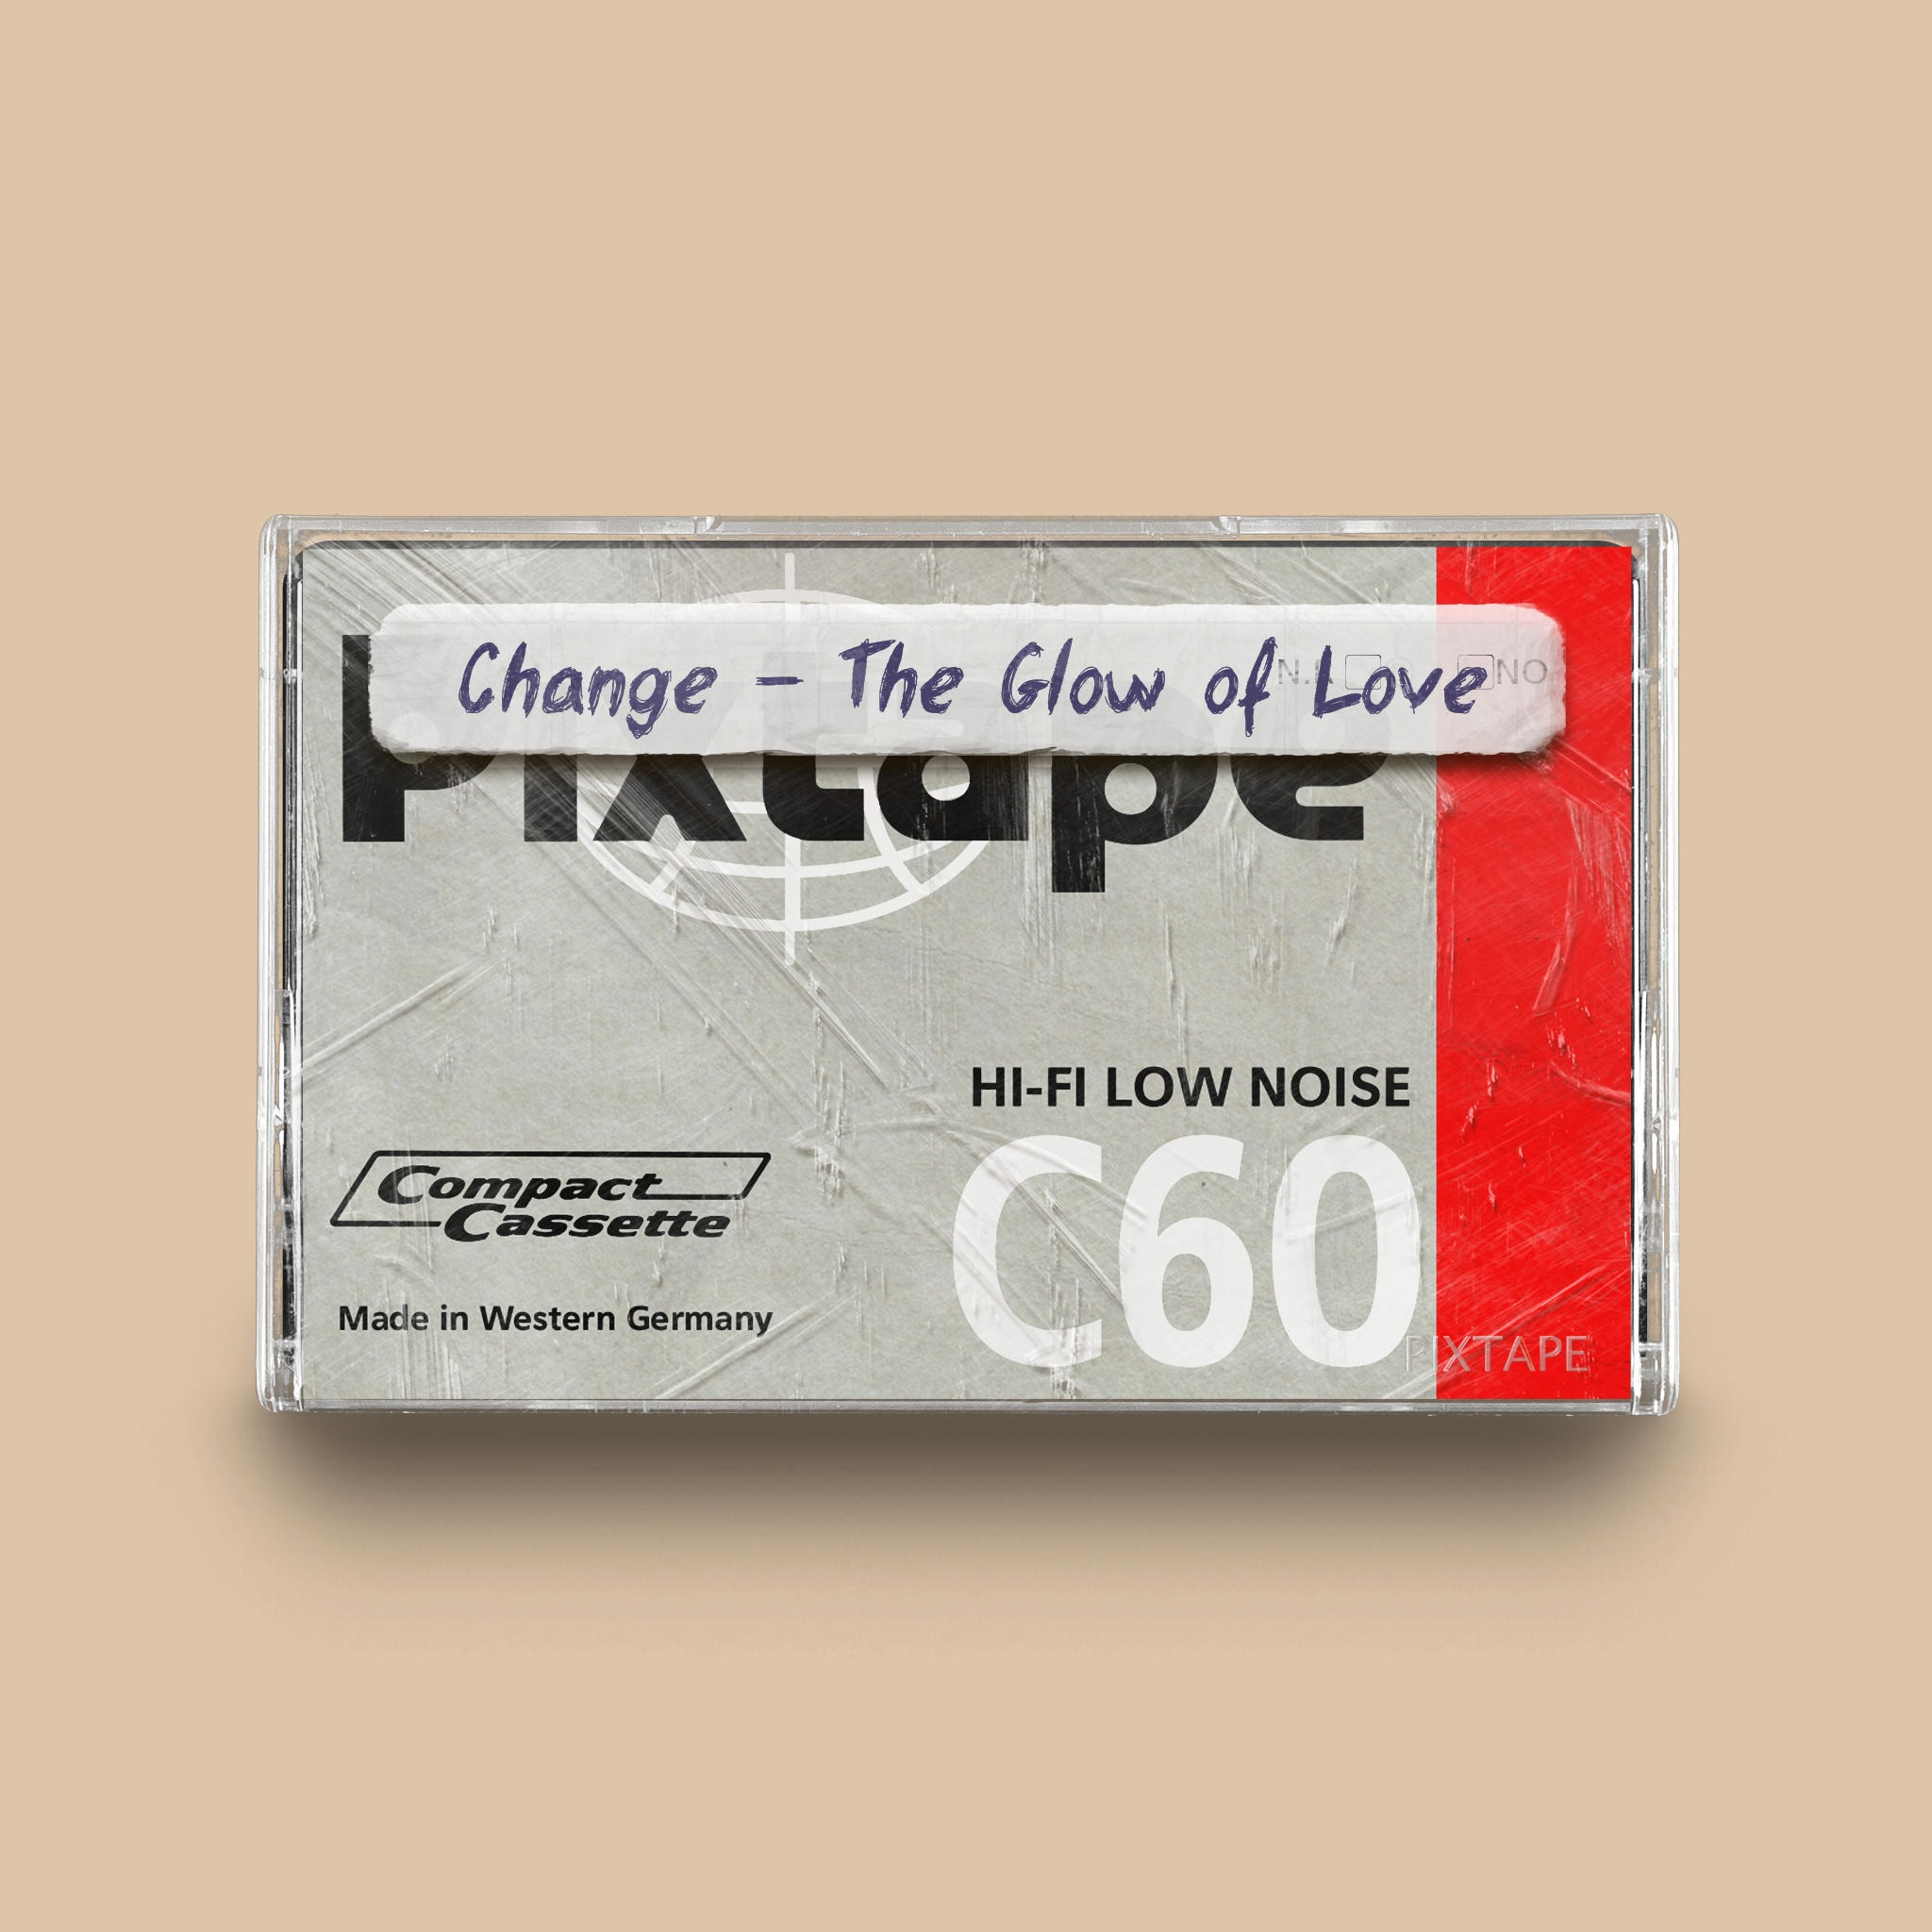 Change - The Glow of Love
Pixtape
HI-FI LOW NOISE
C60
Compact
Cassette
Made in Western Germany
PIXTAPE